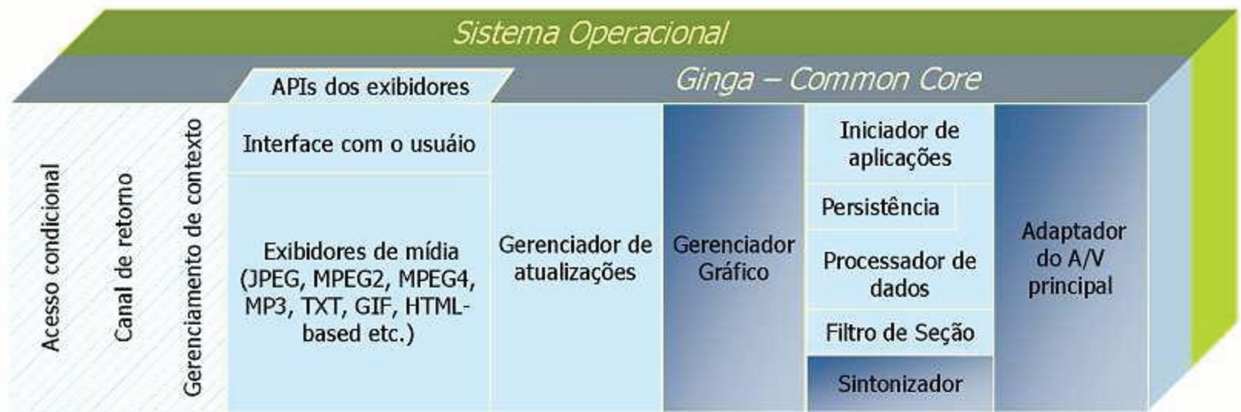 Sistema Operacional
Ginga – Common Core
APIs dos exibidores
Acesso condicional
Canal de retorno
Gerenciamento de contexto
Interface com o usuáio
Exibidores de mídia
(JPEG, MPEG2, MPEG4,
MP3, TXT, GIF, HTML-
based etc.)
Gerenciador de
atualizações
Gerenciador
Gráfico
Iniciador de
aplicações
Persistência
Processador de
dados
Filtro de Seção
Sintonizador
Adaptador
do A/V
principal